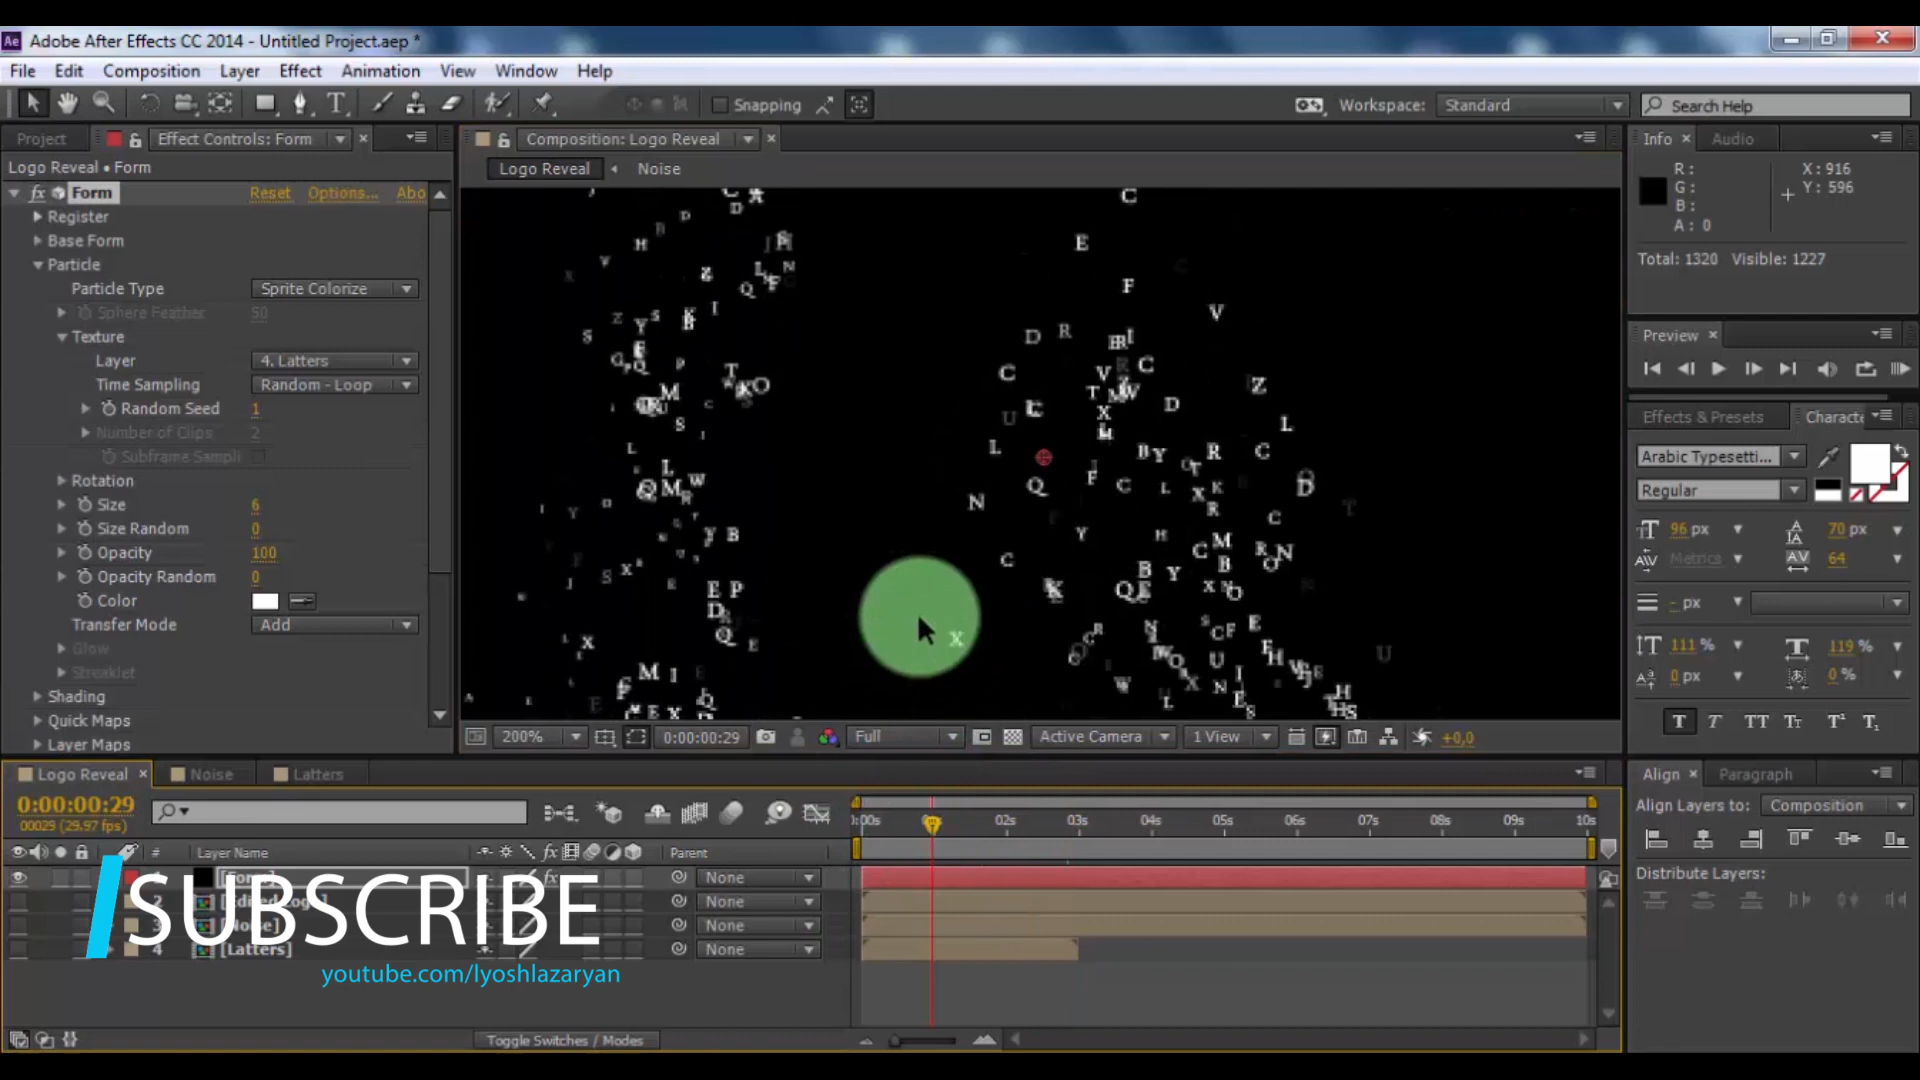 Adobe After Effects CC 2014 - Untitled Project.aep *
File Edit Composition Layer Effect Animation View Window Help
Snapping Workspace: Standard Search Help
Project Effect Controls: Form Composition: Logo Reveal Info Audio
Logo Reveal • Form Logo Reveal Noise
fx Form Reset Options... Abo
Register
Base Form
Particle
Particle Type Sprite Colorize
Sphere Feather 50
Texture
Layer 4. Latters
Time Sampling Random - Loop
Random Seed 1
Number of Clips 2
Subframe Sampli
Rotation
Size 6
Size Random 0
Opacity 100
Opacity Random 0
Color
Transfer Mode Add
Glow
Streaklet
Shading
Quick Maps
Layer Maps
200% 0:00:00:29 Full Active Camera 1 View +0,0
R: X: 916
G: Y: 596
B:
A: 0
Total: 1320 Visible: 1227
Preview
Effects & Presets Characte
Arabic Typesetti...
Regular
96 px 70 px
Metrics 64
- px
111 % 119 %
0 px 0 %
T T TT Tt T¹ T₁
Logo Reveal Noise Latters
0:00:00:29
00029 (29.97 fps)
:00s 02s 03s 04s 05s 06s 07s 08s 09s 10s
# Layer Name Parent
None
2 None
3 None
4 [Latters] None
Toggle Switches / Modes
Align Paragraph
Align Layers to: Composition
Distribute Layers:
SUBSCRIBE
youtube.com/lyoshlazaryan